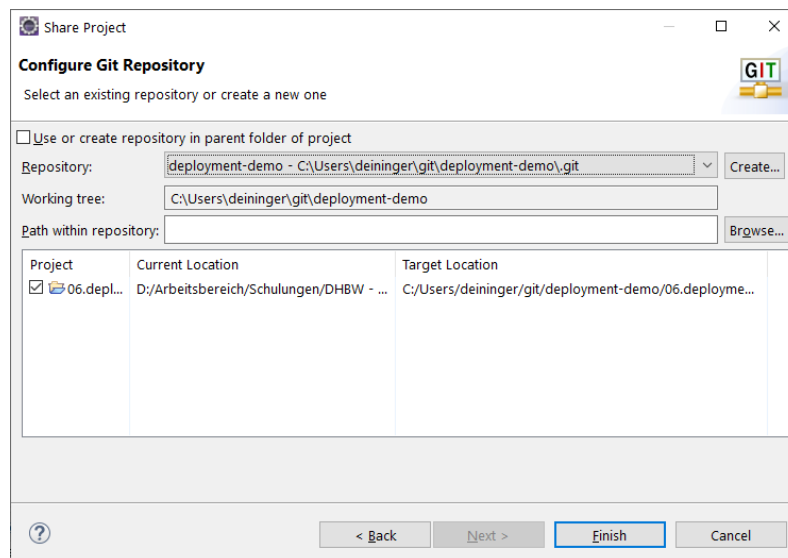 Share Project
Configure Git Repository
GIT
Select an existing repository or create a new one
Use or create repository in parent folder of project
Repository: deployment-demo - C:\Users\deininger\git\deployment-demo\.git Create...
Working tree: C:\Users\deininger\git\deployment-demo
Path within repository: Browse...
Project Current Location Target Location
06.depl... D:/Arbeitsbereich/Schulungen/DHBW - ... C:/Users/deininger/git/deployment-demo/06.deployme...
? < Back Next > Finish Cancel